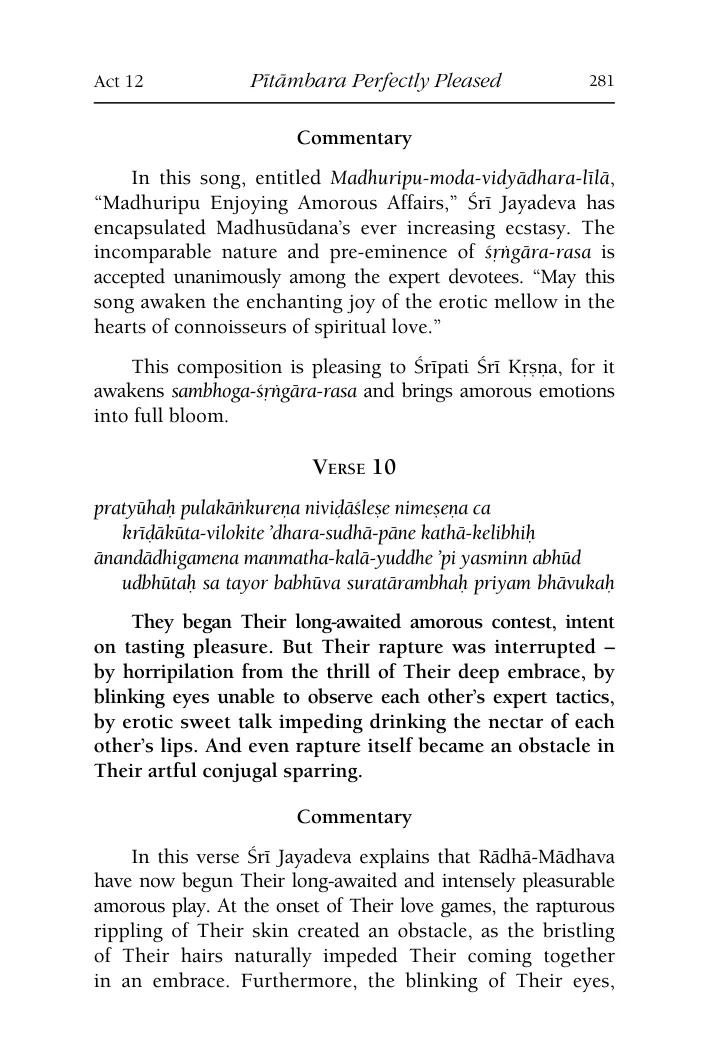 Act 12 Pītāmbara Perfectly Pleased 281
Commentary
In this song, entitled Madhuripu-moda-vidyādhara-līlā,
“Madhuripu Enjoying Amorous Affairs,” Śrī Jayadeva has
encapsulated Madhusūdana’s ever increasing ecstasy. The
incomparable nature and pre-eminence of śṛṅgāra-rasa is
accepted unanimously among the expert devotees. “May this
song awaken the enchanting joy of the erotic mellow in the
hearts of connoisseurs of spiritual love.”
This composition is pleasing to Śrīpati Śrī Kṛṣṇa, for it
awakens sambhoga-śṛṅgāra-rasa and brings amorous emotions
into full bloom.
Verse 10
pratyūhaḥ pulakāṅkureṇa niviḍāśleṣe nimeṣeṇa ca
krīḍākūta-vilokite ’dhara-sudhā-pāne kathā-kelibhiḥ
ānandādhigamena manmatha-kalā-yuddhe ’pi yasminn abhūd
udbhūtaḥ sa tayor babhūva suratārambhaḥ priyam bhāvukaḥ
They began Their long-awaited amorous contest, intent
on tasting pleasure. But Their rapture was interrupted –
by horripilation from the thrill of Their deep embrace, by
blinking eyes unable to observe each other’s expert tactics,
by erotic sweet talk impeding drinking the nectar of each
other’s lips. And even rapture itself became an obstacle in
Their artful conjugal sparring.
Commentary
In this verse Śrī Jayadeva explains that Rādhā-Mādhava
have now begun Their long-awaited and intensely pleasurable
amorous play. At the onset of Their love games, the rapturous
rippling of Their skin created an obstacle, as the bristling
of Their hairs naturally impeded Their coming together
in an embrace. Furthermore, the blinking of Their eyes,